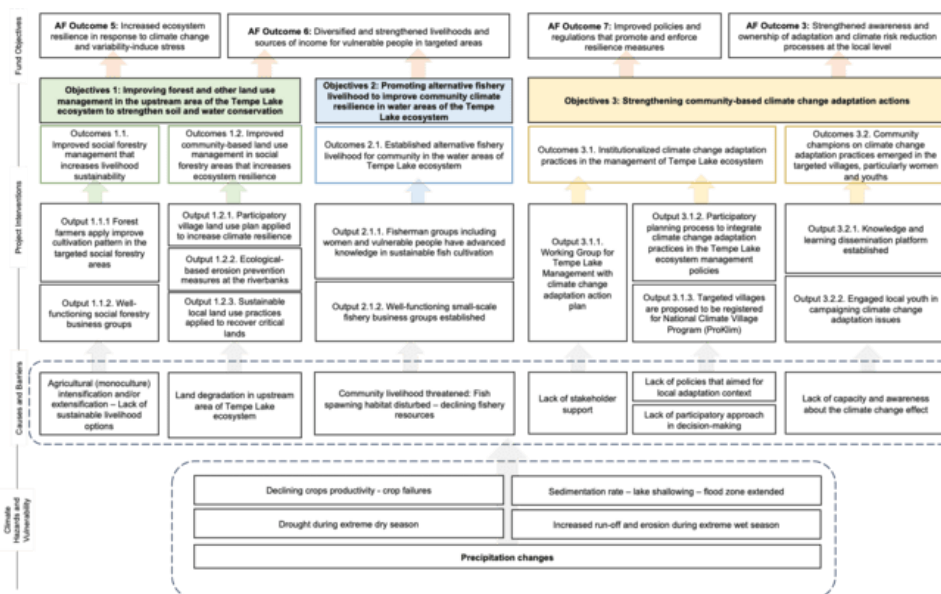 Fund Objectives
AF Outcome 5: Increased ecosystem
resilience in response to climate change
and variability-induce stress
AF Outcome 6: Diversified and strengthened livelihoods and
sources of income for vulnerable people in targeted areas
AF Outcome 7: Improved policies and
regulations that promote and enforce
resilience measures
AF Outcome 3: Strengthened awareness and
ownership of adaptation and climate risk reduction
processes at the local level
Project Interventions
Objectives 1: Improving forest and other land use
management in the upstream area of the Tempe Lake
ecosystem to strengthen soil and water conservation
Objectives 2: Promoting alternative fishery
livelihood to improve community climate
resilience in water areas of the Tempe
Lake ecosystem
Objectives 3: Strengthening community-based climate change adaptation actions
Outcomes 1.1.
Improved social forestry
management that
increases livelihood
sustainability
Outcomes 1.2. Improved
community-based land use
management in social
forestry areas that increases
ecosystem resilience
Outcomes 2.1. Established alternative fishery
livelihood for community in the water areas of
Tempe Lake ecosystem
Outcomes 3.1. Institutionalized climate change adaptation
practices in the management of Tempe Lake ecosystem
Outcomes 3.2. Community
champions on climate change
adaptation practices emerged in the
targeted villages, particularly women
and youths
Output 1.1.1 Forest
farmers apply improve
cultivation pattern in the
targeted social forestry
areas
Output 1.1.2. Well-
functioning social forestry
business groups
Output 1.2.1. Participatory
village land use plan applied
to increase climate resilience
Output 1.2.2. Ecological-
based erosion prevention
measures at the riverbanks
Output 1.2.3. Sustainable
local land use practices
applied to recover critical
lands
Output 2.1.1. Fisherman groups including
women and vulnerable people have advanced
knowledge in sustainable fish cultivation
Output 2.1.2. Well-functioning small-scale
fishery business groups established
Output 3.1.1.
Working Group for
Tempe Lake
Management with
climate change
adaptation action
plan
Output 3.1.2. Participatory
planning process to integrate
climate change adaptation
practices in the Tempe Lake
ecosystem management
policies
Output 3.1.3. Targeted villages
are proposed to be registered
for National Climate Village
Program (ProKlim)
Output 3.2.1. Knowledge and
learning dissemination platform
established
Output 3.2.2. Engaged local youth in
campaigning climate change
adaptation issues
Causes and Barriers
Agricultural (monoculture)
intensification and/or
extensification – Lack of
sustainable livelihood
options
Land degradation in upstream
area of Tempe Lake
ecosystem
Community livelihood threatened: Fish
spawning habitat disturbed – declining fishery
resources
Lack of stakeholder
support
Lack of policies that aimed for
local adaptation context
Lack of participatory approach
in decision-making
Lack of capacity and awareness
about the climate change effect
Climate
Hazards and
Vulnerability
Declining crops productivity - crop failures
Sedimentation rate – lake shallowing – flood zone extended
Drought during extreme dry season
Increased run-off and erosion during extreme wet season
Precipitation changes